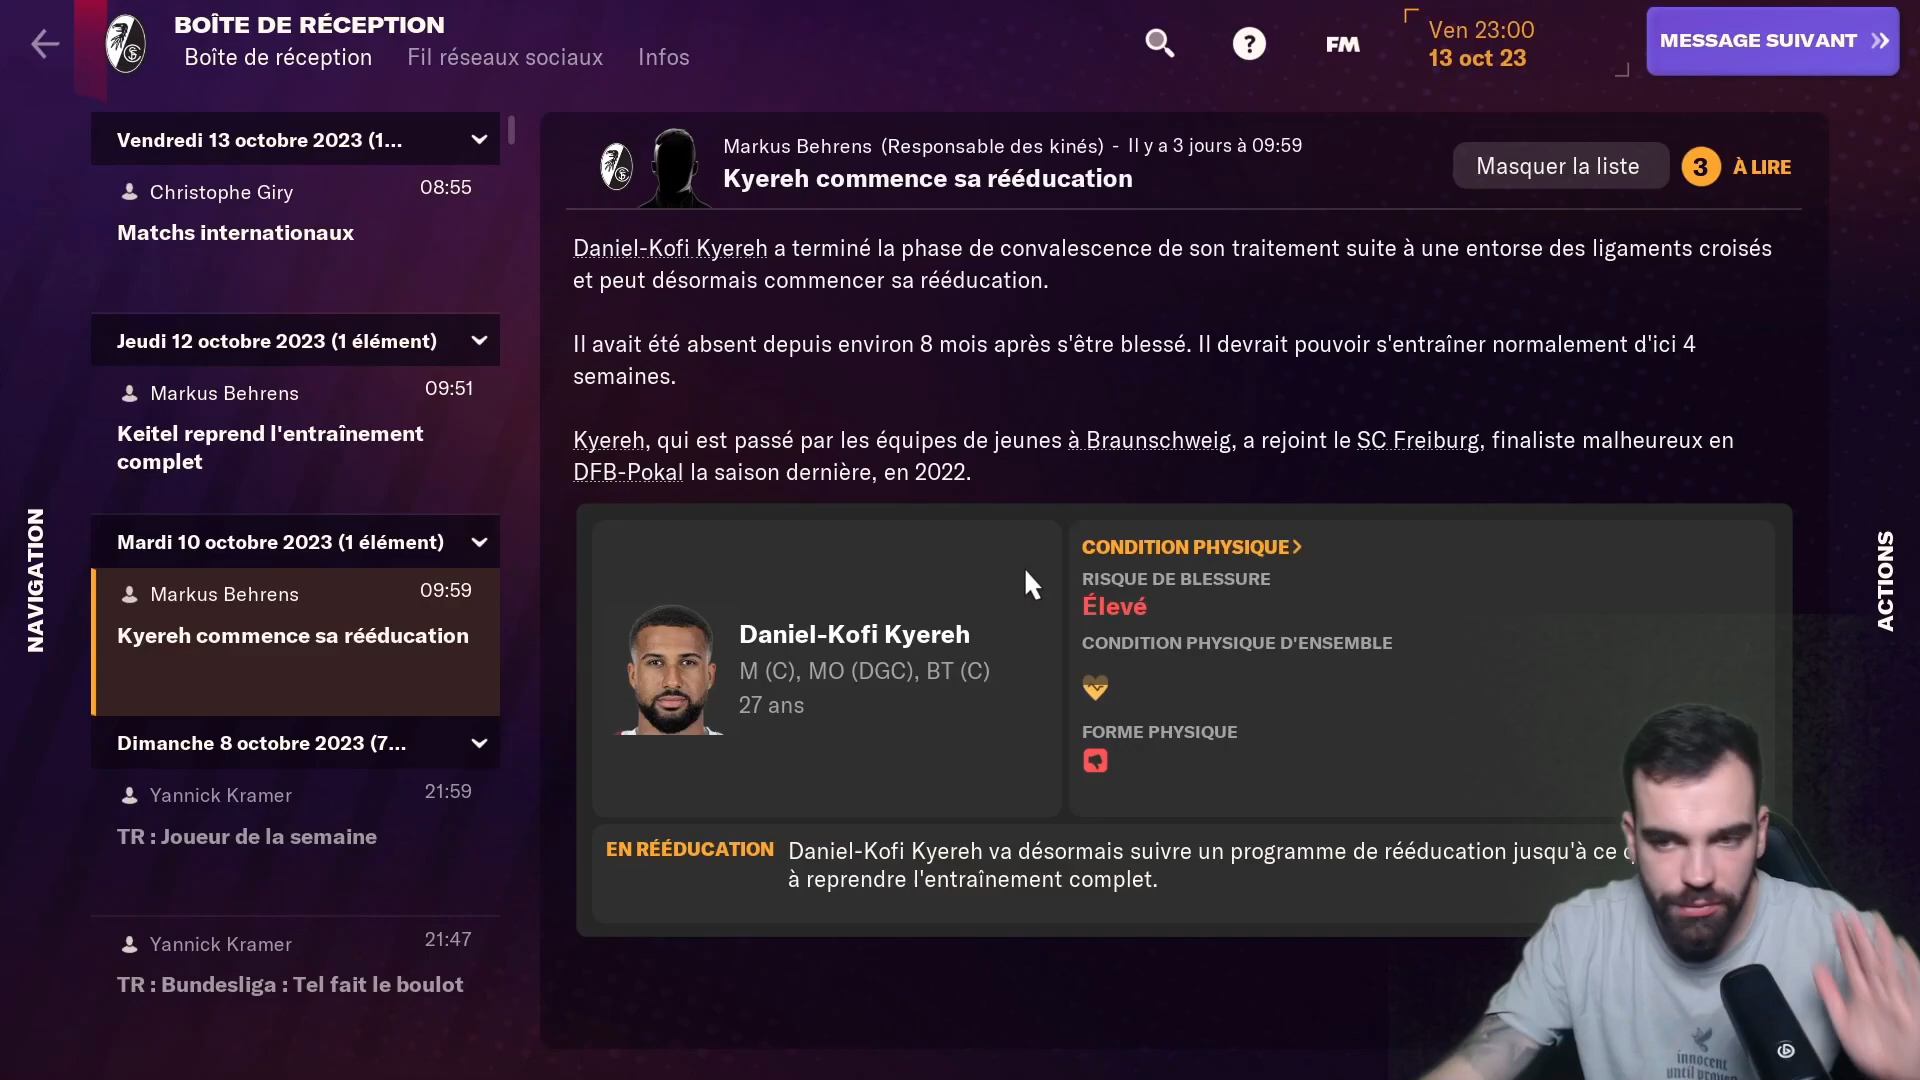 BOÎTE DE RÉCEPTION
Boîte de réception
Fil réseaux sociaux
Infos
?
FM
Ven 23:00
13 oct 23
MESSAGE SUIVANT
NAVIGATION
Vendredi 13 octobre 2023 (1...
Christophe Giry
08:55
Matchs internationaux
Jeudi 12 octobre 2023 (1 élément)
Markus Behrens
09:51
Keitel reprend l'entraînement
complet
Mardi 10 octobre 2023 (1 élément)
Markus Behrens
09:59
Kyereh commence sa rééducation
Dimanche 8 octobre 2023 (7...
Yannick Kramer
21:59
TR : Joueur de la semaine
Yannick Kramer
21:47
TR : Bundesliga : Tel fait le boulot
Markus Behrens (Responsable des kinés) - Il y a 3 jours à 09:59
Kyereh commence sa rééducation
Masquer la liste
3
À LIRE
Daniel-Kofi Kyereh a terminé la phase de convalescence de son traitement suite à une entorse des ligaments croisés
et peut désormais commencer sa rééducation.
Il avait été absent depuis environ 8 mois après s'être blessé. Il devrait pouvoir s'entraîner normalement d'ici 4
semaines.
Kyereh, qui est passé par les équipes de jeunes à Braunschweig, a rejoint le SC Freiburg, finaliste malheureux en
DFB-Pokal la saison dernière, en 2022.
Daniel-Kofi Kyereh
M (C), MO (DGC), BT (C)
27 ans
CONDITION PHYSIQUE
RISQUE DE BLESSURE
Élevé
CONDITION PHYSIQUE D'ENSEMBLE
FORME PHYSIQUE
EN RÉÉDUCATION
Daniel-Kofi Kyereh va désormais suivre un programme de rééducation jusqu'à ce
à reprendre l'entraînement complet.
ACTIONS
innocent
until proven